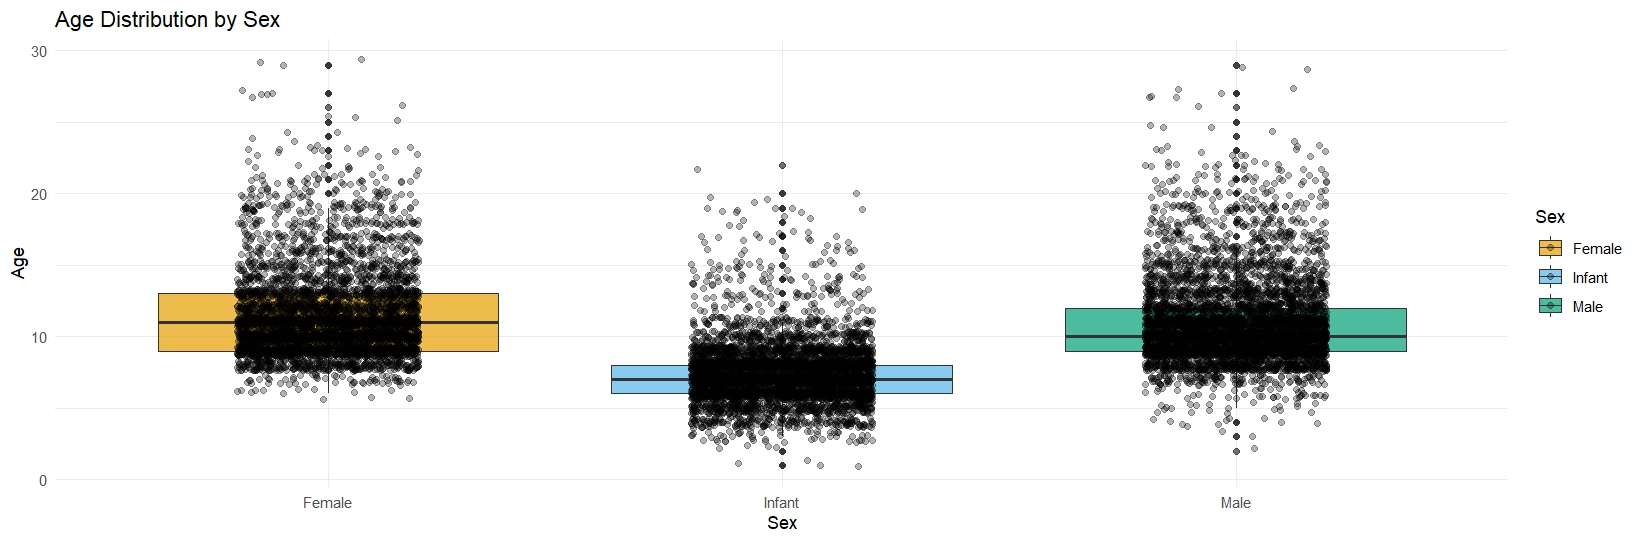 Age Distribution by Sex
30
20
10
0
Age
Female
Infant
Male
Sex
Sex
Female
Infant
Male